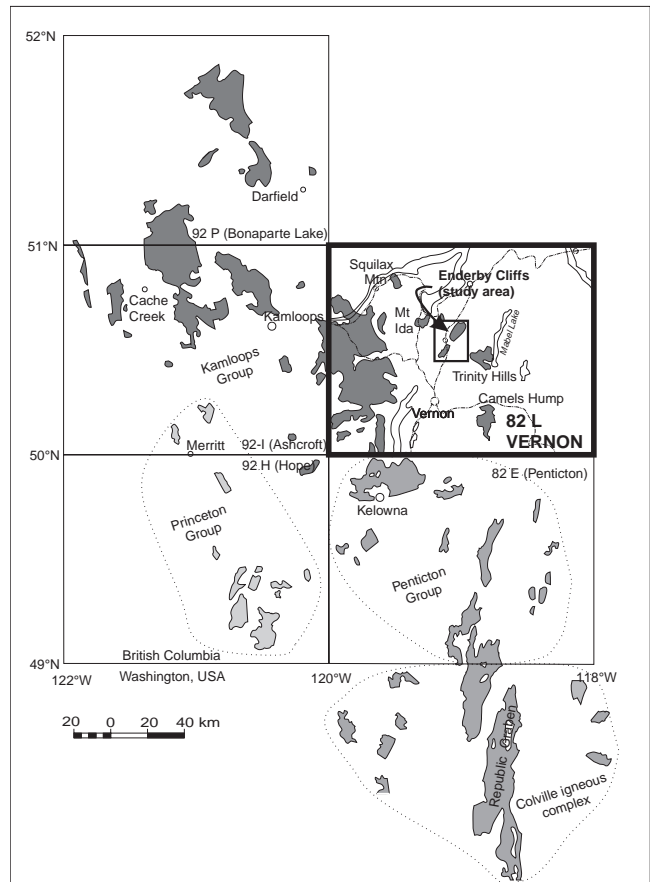 52°N
Darfield
92 P (Bonaparte Lake)
51°N
Squilax
Mtn
Enderby Cliffs
(study area)
Cache
Creek
Kamloops
Mt
Ida
Mabel Lake
Kamloops
Group
Trinity Hills
Camels Hump
Vernon
82 L
VERNON
Merritt
92-I (Ashcroft)
50°N
92 H (Hope)
82 E (Penticton)
Kelowna
Princeton
Group
Penticton
Group
British Columbia
49°N
122°W
Washington, USA
120°W
118°W
20 0 20 40 km
Republic Graben
Colville igneous
complex